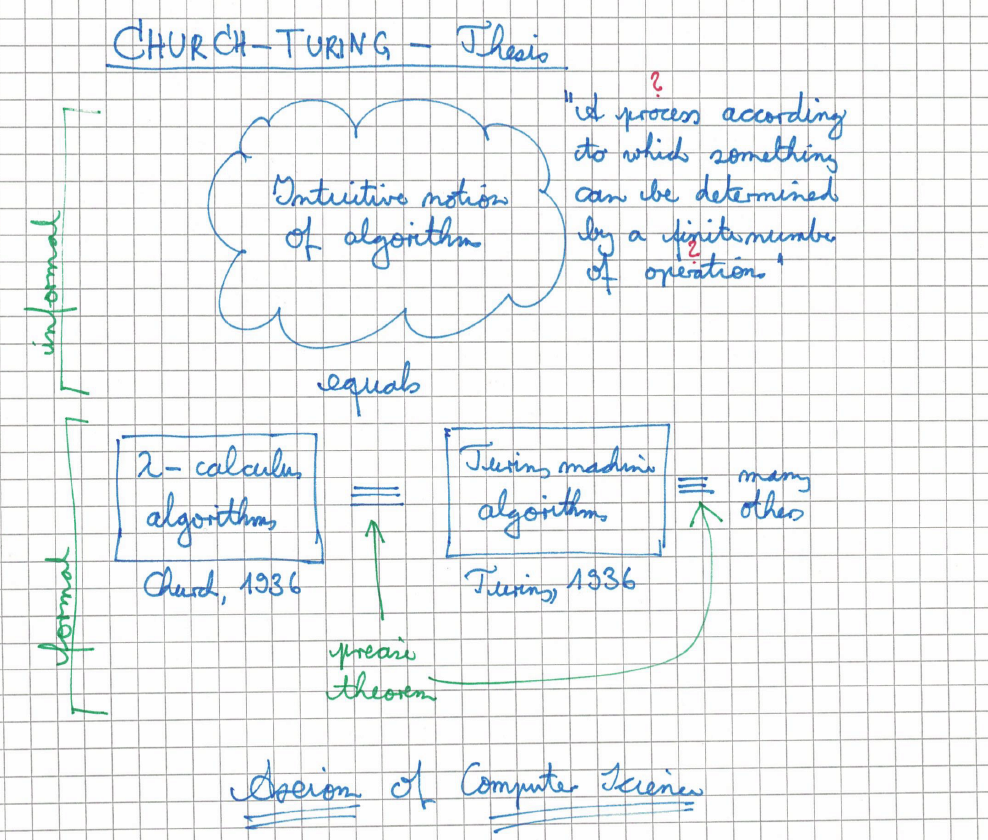 CHURCH-TURING - Thesis
?
"A process according
to which something
can be determined
by a finite number
?
of operation"
Intuitive notion
of algorithm
informal
equals
λ-calculus
algorithms
≡
Turing machine
algorithms
≡
many
others
Church, 1936
Turing, 1936
formal
precise
theorem
Axiom of Computer Science